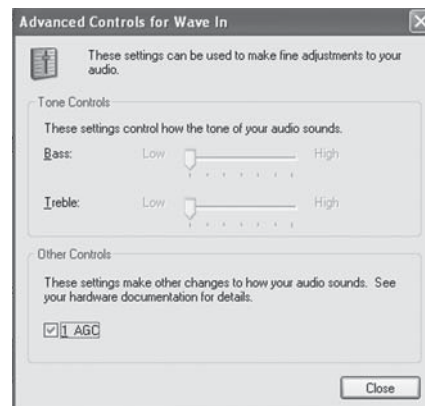 Advanced Controls for Wave In
These settings can be used to make fine adjustments to your
audio.
Tone Controls
These settings control how the tone of your audio sounds.
Bass: Low High
Treble: Low High
Other Controls
These settings make other changes to how your audio sounds. See
your hardware documentation for details.
1 AGC
Close